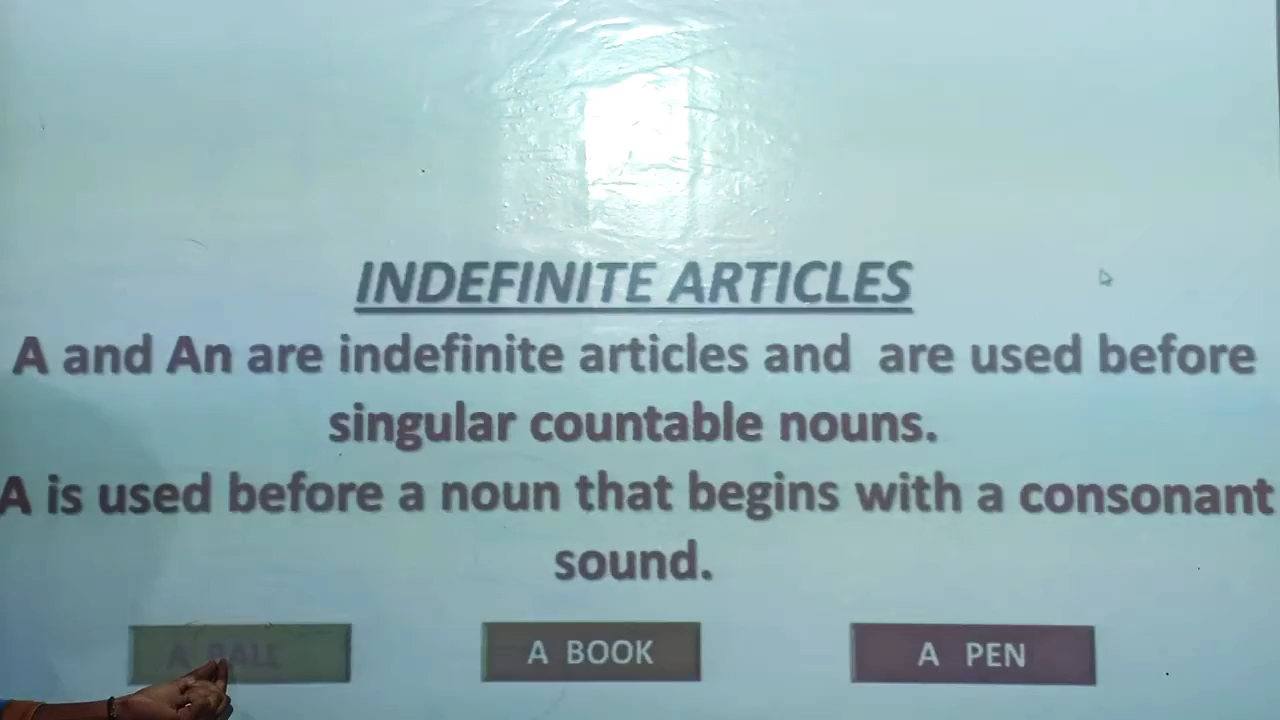 INDEFINITE ARTICLES
A and An are indefinite articles and are used before
singular countable nouns.
A is used before a noun that begins with a consonant
sound.
A BALL A BOOK A PEN